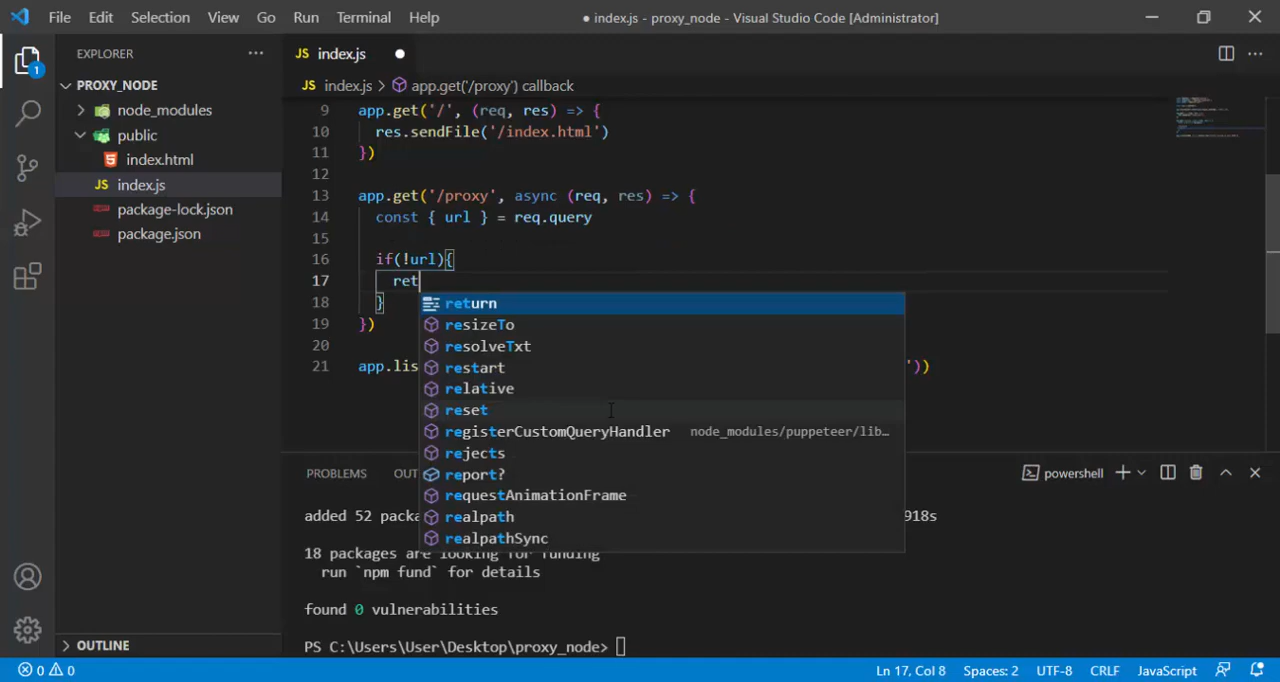 File Edit Selection View Go Run Terminal Help
● index.js - proxy_node - Visual Studio Code [Administrator]
1
EXPLORER
PROXY_NODE
node_modules
public
index.html
JS index.js
package-lock.json
package.json
OUTLINE
JS index.js
JS index.js > app.get('/proxy') callback
9 app.get('/', (req, res) => {
10 res.sendFile('/index.html')
11 })
12
13 app.get('/proxy', async (req, res) => {
14 const { url } = req.query
15
16 if(!url){
17 ret
18 }
19 })
20
21 app.lis '))
return
resizeTo
resolveTxt
restart
relative
reset
registerCustomQueryHandler node_modules/puppeteer/lib…
rejects
report?
requestAnimationFrame
realpath
realpathSync
PROBLEMS OUT powershell
added 52 packa 918s
18 packages are looking for funding
run `npm fund` for details
found 0 vulnerabilities
PS C:\Users\User\Desktop\proxy_node>
0 0 Ln 17, Col 8 Spaces: 2 UTF-8 CRLF JavaScript